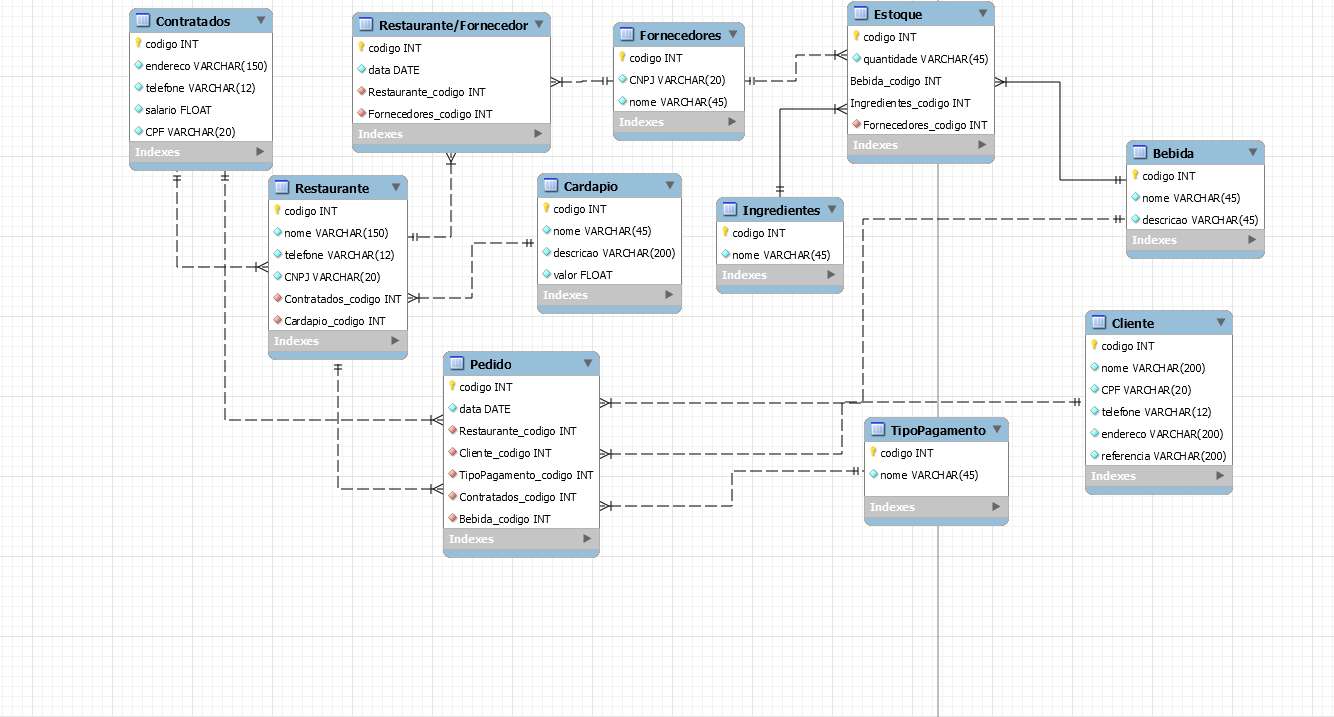 Contratados
codigo INT
endereco VARCHAR(150)
telefone VARCHAR(12)
salario FLOAT
CPF VARCHAR(20)
Indexes
Restaurante/Fornecedor
codigo INT
data DATE
Restaurante_codigo INT
Fornecedores_codigo INT
Indexes
Fornecedores
codigo INT
CNPJ VARCHAR(20)
nome VARCHAR(45)
Indexes
Estoque
codigo INT
quantidade VARCHAR(45)
Bebida_codigo INT
Ingredientes_codigo INT
Fornecedores_codigo INT
Indexes
Bebida
codigo INT
nome VARCHAR(45)
descricao VARCHAR(45)
Indexes
Restaurante
codigo INT
nome VARCHAR(150)
telefone VARCHAR(12)
CNPJ VARCHAR(20)
Contratados_codigo INT
Cardapio_codigo INT
Indexes
Cardapio
codigo INT
nome VARCHAR(45)
descricao VARCHAR(200)
valor FLOAT
Indexes
Ingredientes
codigo INT
nome VARCHAR(45)
Indexes
Cliente
codigo INT
nome VARCHAR(200)
CPF VARCHAR(20)
telefone VARCHAR(12)
endereco VARCHAR(200)
referencia VARCHAR(200)
Indexes
Pedido
codigo INT
data DATE
Restaurante_codigo INT
Cliente_codigo INT
TipoPagamento_codigo INT
Contratados_codigo INT
Bebida_codigo INT
Indexes
TipoPagamento
codigo INT
nome VARCHAR(45)
Indexes